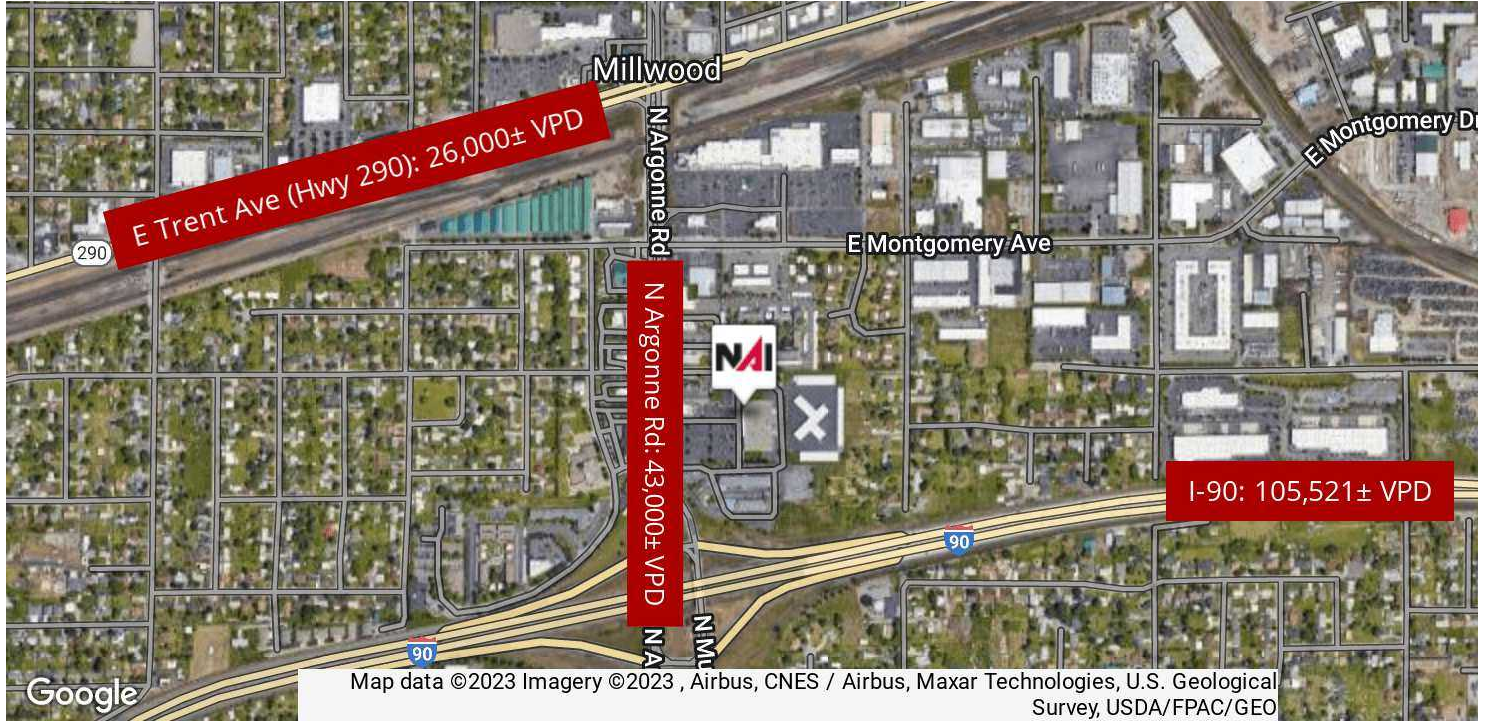 Millwood
E Trent Ave (Hwy 290): 26,000± VPD
N Argonne Rd
E Montgomery Dr
290
E Montgomery Ave
N Argonne Rd: 43,000± VPD
NAI
I-90: 105,521± VPD
90
90
N A
N Mu
Google
Map data ©2023 Imagery ©2023 , Airbus, CNES / Airbus, Maxar Technologies, U.S. Geological
Survey, USDA/FPAC/GEO